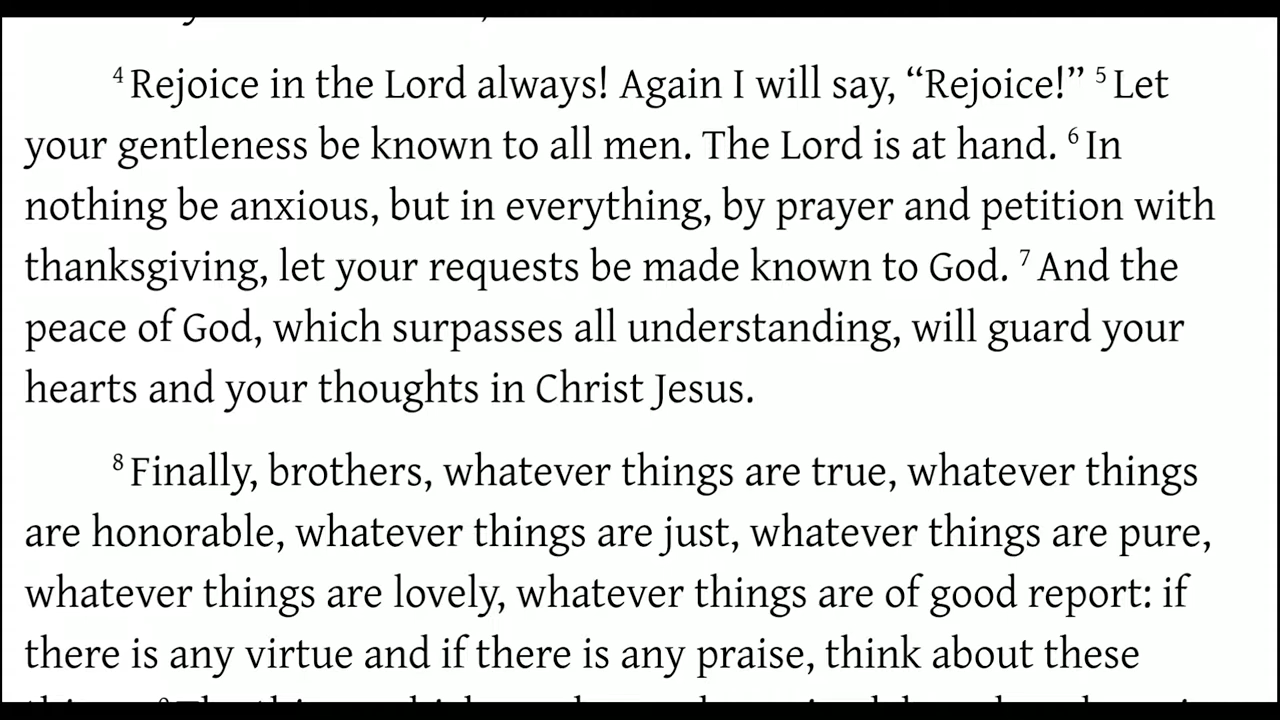 ⁴ Rejoice in the Lord always! Again I will say, “Rejoice!” ⁵ Let
your gentleness be known to all men. The Lord is at hand. ⁶ In
nothing be anxious, but in everything, by prayer and petition with
thanksgiving, let your requests be made known to God. ⁷ And the
peace of God, which surpasses all understanding, will guard your
hearts and your thoughts in Christ Jesus.
⁸ Finally, brothers, whatever things are true, whatever things
are honorable, whatever things are just, whatever things are pure,
whatever things are lovely, whatever things are of good report: if
there is any virtue and if there is any praise, think about these